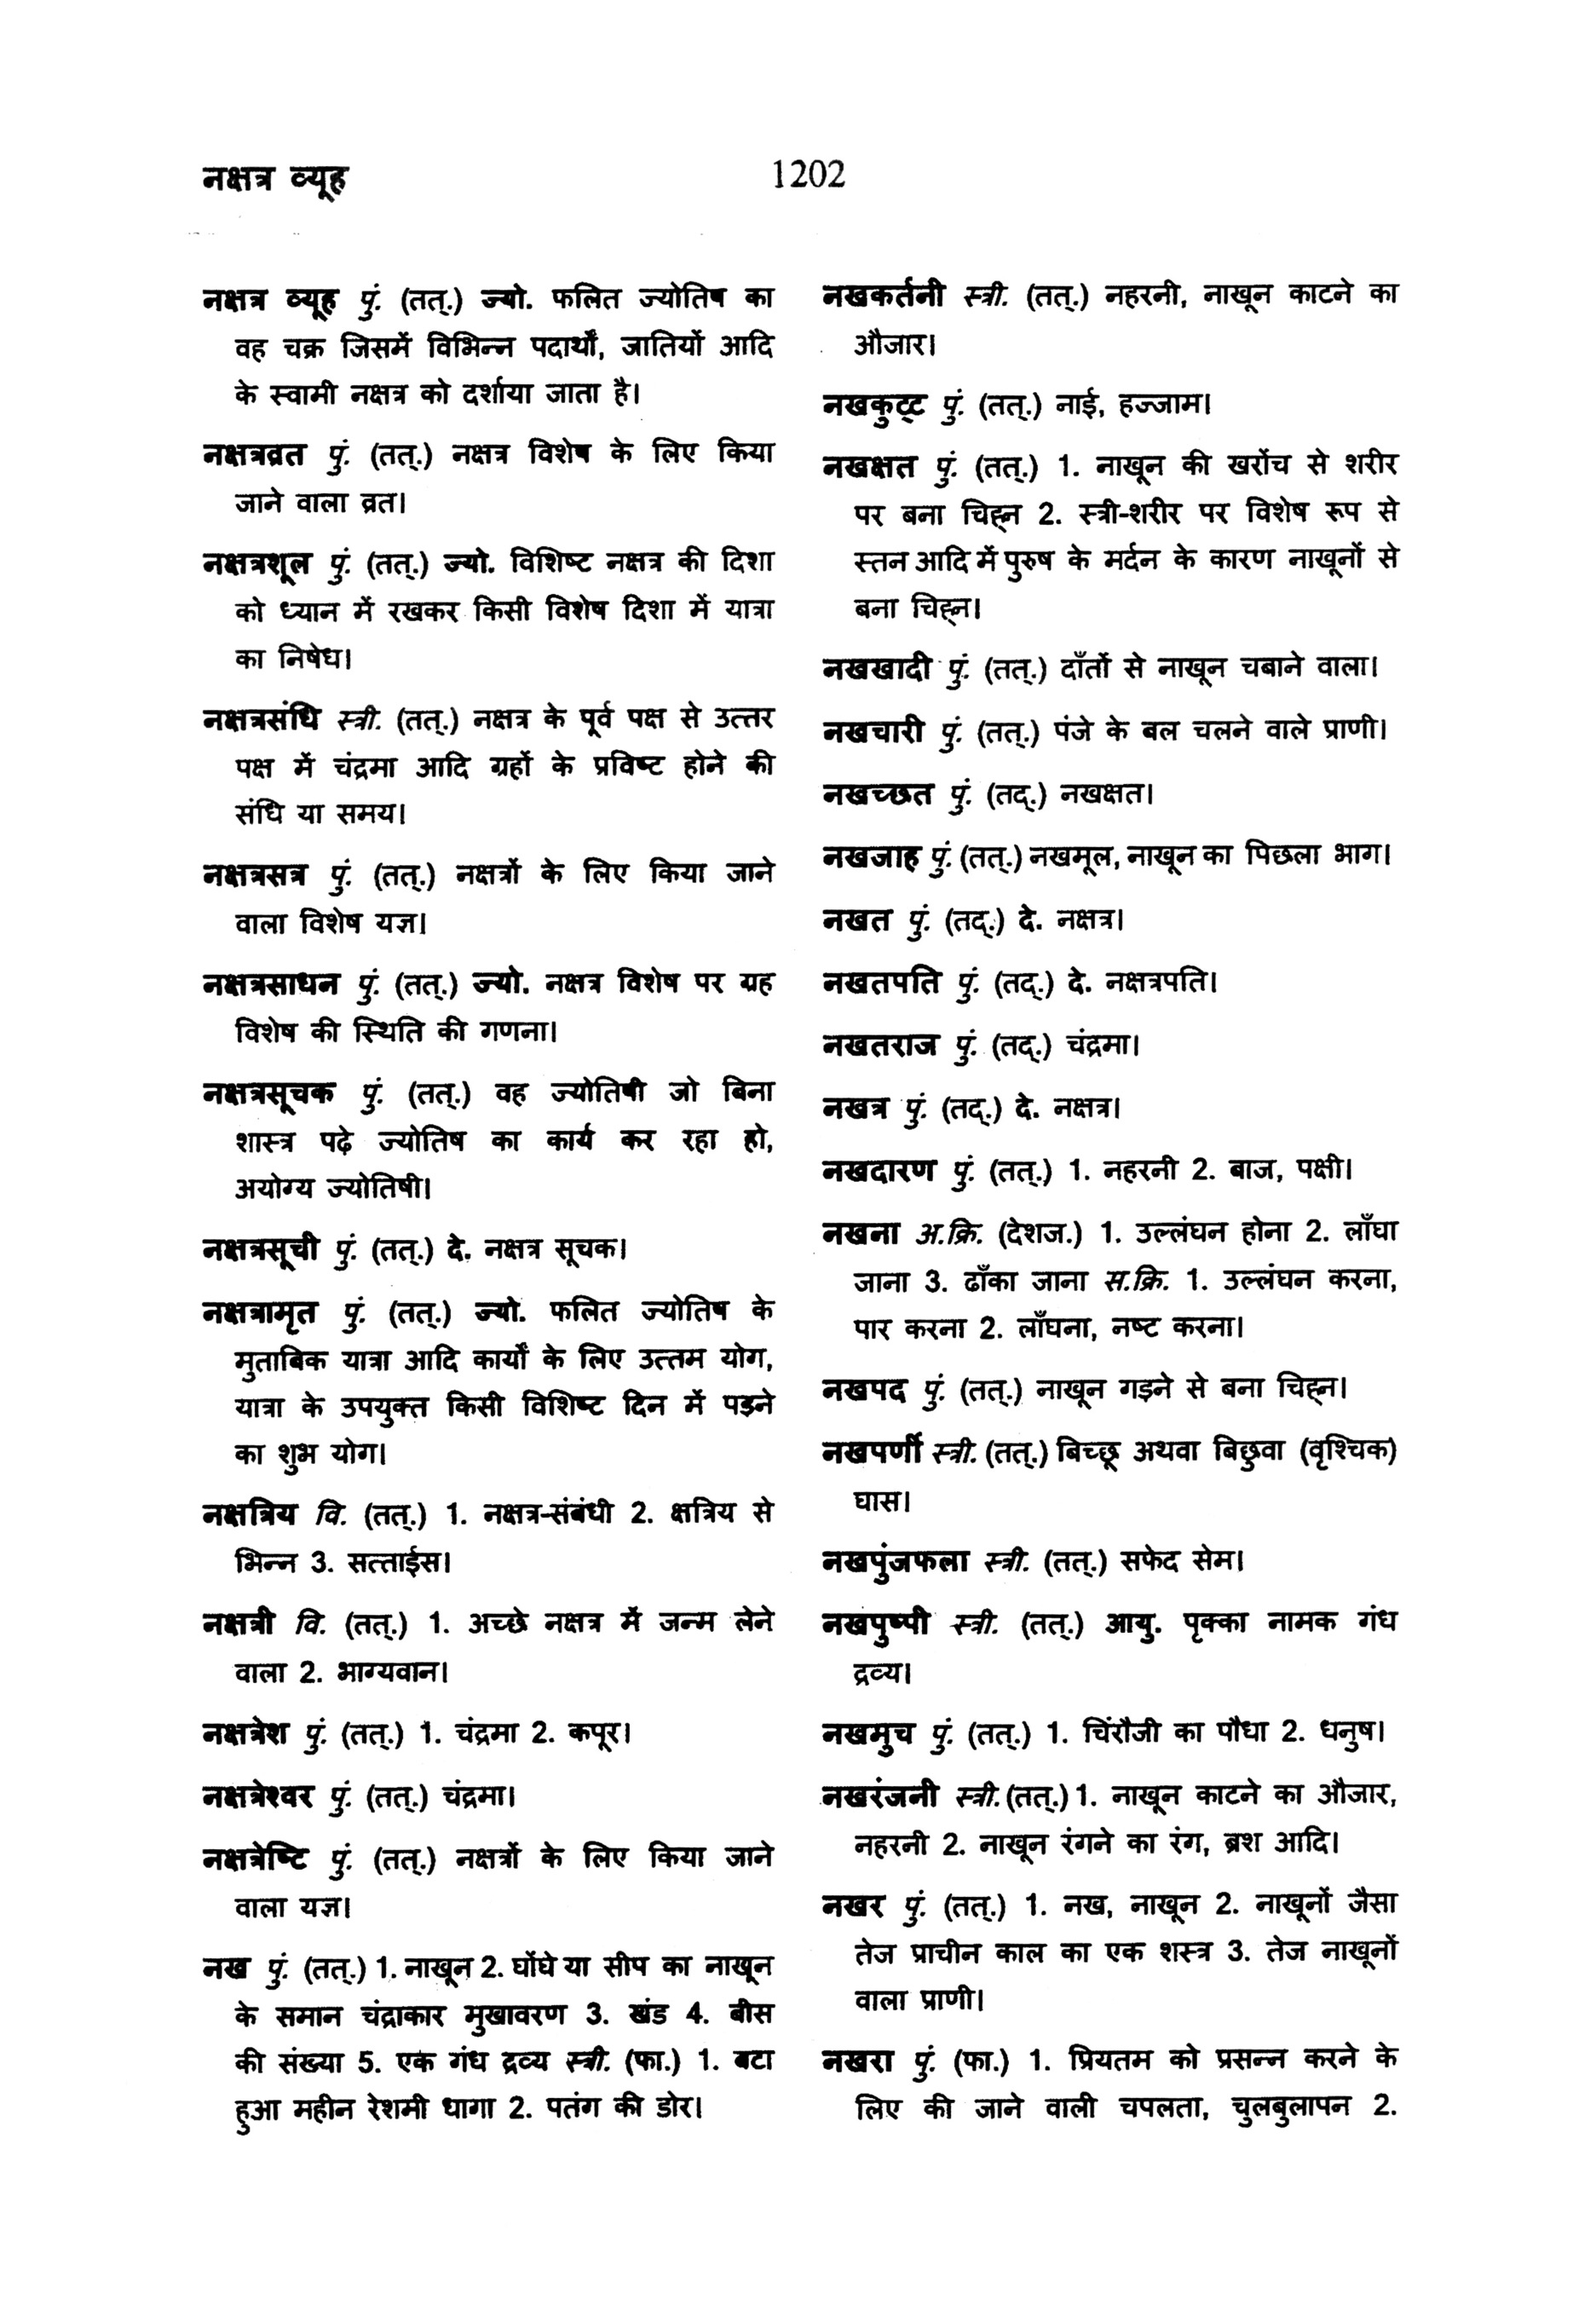 नक्षत्र व्यूह
1202
नक्षत्र व्यूह पुं. (तत्.) ज्यो. फलित ज्योतिष का
वह चक्र जिसमें विभिन्न पदार्थों, जातियों आदि
के स्वामी नक्षत्र को दर्शाया जाता है।
नक्षत्रव्रत पुं. (तत्.) नक्षत्र विशेष के लिए किया
जाने वाला व्रत।
नक्षत्रशूल पुं. (तत्.) ज्यो. विशिष्ट नक्षत्र की दिशा
को ध्यान में रखकर किसी विशेष दिशा में यात्रा
का निषेध।
नक्षत्रसंधि स्त्री. (तत्.) नक्षत्र के पूर्व पक्ष से उत्तर
पक्ष में चंद्रमा आदि ग्रहों के प्रविष्ट होने की
संधि या समय।
नक्षत्रसत्र पुं. (तत्.) नक्षत्रों के लिए किया जाने
वाला विशेष यज्ञ।
नक्षत्रसाधन पुं. (तत्.) ज्यो. नक्षत्र विशेष पर ग्रह
विशेष की स्थिति की गणना।
नक्षत्रसूचक पुं. (तत्.) वह ज्योतिषी जो बिना
शास्त्र पढ़े ज्योतिष का कार्य कर रहा हो,
अयोग्य ज्योतिषी।
नक्षत्रसूची पुं. (तत्.) दे. नक्षत्र सूचक।
नक्षत्रामृत पुं. (तत्.) ज्यो. फलित ज्योतिष के
मुताबिक यात्रा आदि कार्यों के लिए उत्तम योग,
यात्रा के उपयुक्त किसी विशिष्ट दिन में पड़ने
का शुभ योग।
नक्षत्रिय वि. (तत्.) 1. नक्षत्र-संबंधी 2. क्षत्रिय से
भिन्न 3. सत्ताईस।
नक्षत्री वि. (तत्.) 1. अच्छे नक्षत्र में जन्म लेने
वाला 2. भाग्यवान।
नक्षत्रेश पुं. (तत्.) 1. चंद्रमा 2. कपूर।
नक्षत्रेश्वर पुं. (तत्.) चंद्रमा।
नक्षत्रेष्टि पुं. (तत्.) नक्षत्रों के लिए किया जाने
वाला यज्ञ।
नख पुं. (तत्.) 1. नाखून 2. घोंघे या सीप का नाखून
के समान चंद्राकार मुखावरण 3. खंड 4. बीस
की संख्या 5. एक गंध द्रव्य स्त्री. (फा.) 1. बटा
हुआ महीन रेशमी धागा 2. पतंग की डोर।
नखकर्तनी स्त्री. (तत्.) नहरनी, नाखून काटने का
औजार।
नखकुट्ट पुं. (तत्.) नाई, हज्जाम।
नखक्षत पुं. (तत्.) 1. नाखून की खरोंच से शरीर
पर बना चिह्न 2. स्त्री-शरीर पर विशेष रूप से
स्तन आदि में पुरुष के मर्दन के कारण नाखूनों से
बना चिह्न।
नखखादी पुं. (तत्.) दाँतों से नाखून चबाने वाला।
नखचारी पुं. (तत्.) पंजे के बल चलने वाले प्राणी।
नखच्छत पुं. (तद्.) नखक्षत।
नखजाह पुं. (तत्.) नखमूल, नाखून का पिछला भाग।
नखत पुं. (तद्.) दे. नक्षत्र।
नखतपति पुं. (तद्.) दे. नक्षत्रपति।
नखतराज पुं. (तद्.) चंद्रमा।
नखत्र पुं. (तद्.) दे. नक्षत्र।
नखदारण पुं. (तत्.) 1. नहरनी 2. बाज, पक्षी।
नखना अ.क्रि. (देशज.) 1. उल्लंघन होना 2. लाँघा
जाना 3. ढाँका जाना स.क्रि. 1. उल्लंघन करना,
पार करना 2. लाँघना, नष्ट करना।
नखपद पुं. (तत्.) नाखून गड़ने से बना चिह्न।
नखपर्णी स्त्री. (तत्.) बिच्छू अथवा बिछुवा (वृश्चिक)
घास।
नखपुंजफला स्त्री. (तत्.) सफेद सेम।
नखपुष्पी स्त्री. (तत्.) आयु. पृक्का नामक गंध
द्रव्य।
नखमुच पुं. (तत्.) 1. चिंरौजी का पौधा 2. धनुष।
नखरंजनी स्त्री. (तत्.) 1. नाखून काटने का औजार,
नहरनी 2. नाखून रंगने का रंग, ब्रश आदि।
नखर पुं. (तत्.) 1. नख, नाखून 2. नाखूनों जैसा
तेज प्राचीन काल का एक शस्त्र 3. तेज नाखूनों
वाला प्राणी।
नखरा पुं. (फा.) 1. प्रियतम को प्रसन्न करने के
लिए की जाने वाली चपलता, चुलबुलापन 2.